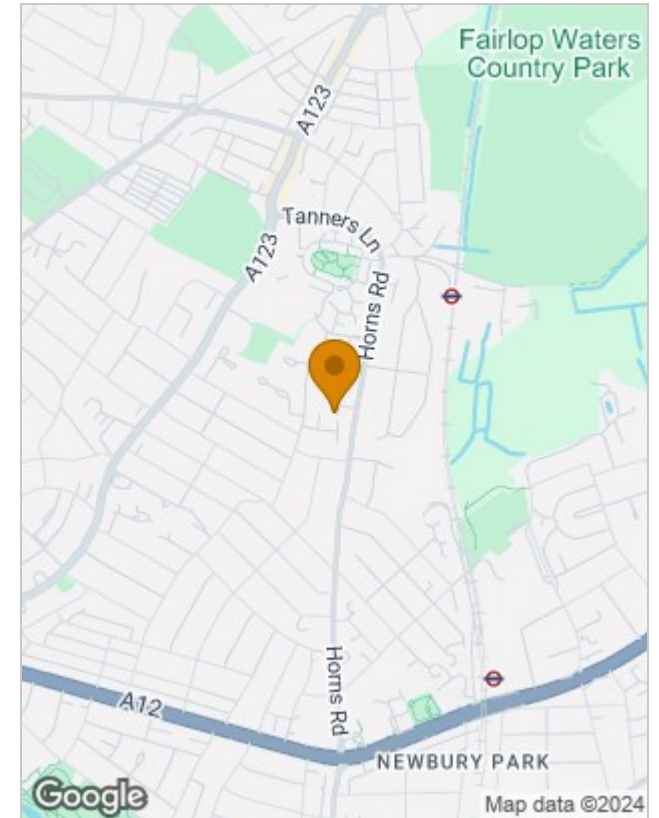 Fairlop Waters
Country Park
A123
Tanners Ln
A123
Horns Rd
Horns Rd
A12
NEWBURY PARK
Google
Map data ©2024